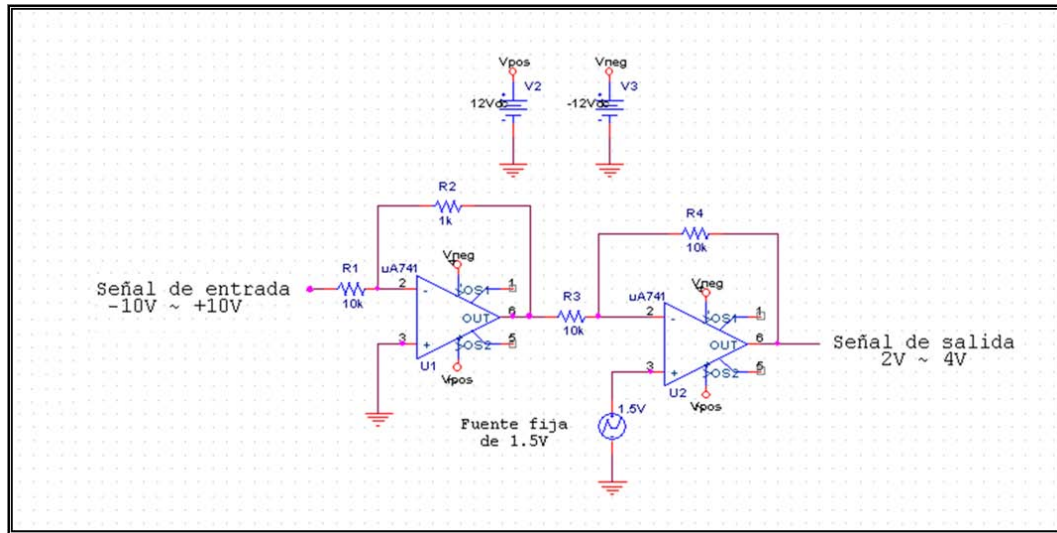 Vpos
V2
12Vdc
Vneg
V3
-12Vdc
R2
1k
R4
10k
Vneg
4
R1
10k
uA741
2
-
OS1
1
OUT
6
3
+
OS2
5
U1
Vpos
Señal de entrada
-10V ~ +10V
R3
10k
Vneg
4
uA741
2
-
OS1
1
OUT
6
3
+
OS2
5
U2
Vpos
Señal de salida
2V ~ 4V
1.5V
Fuente fija
de 1.5V